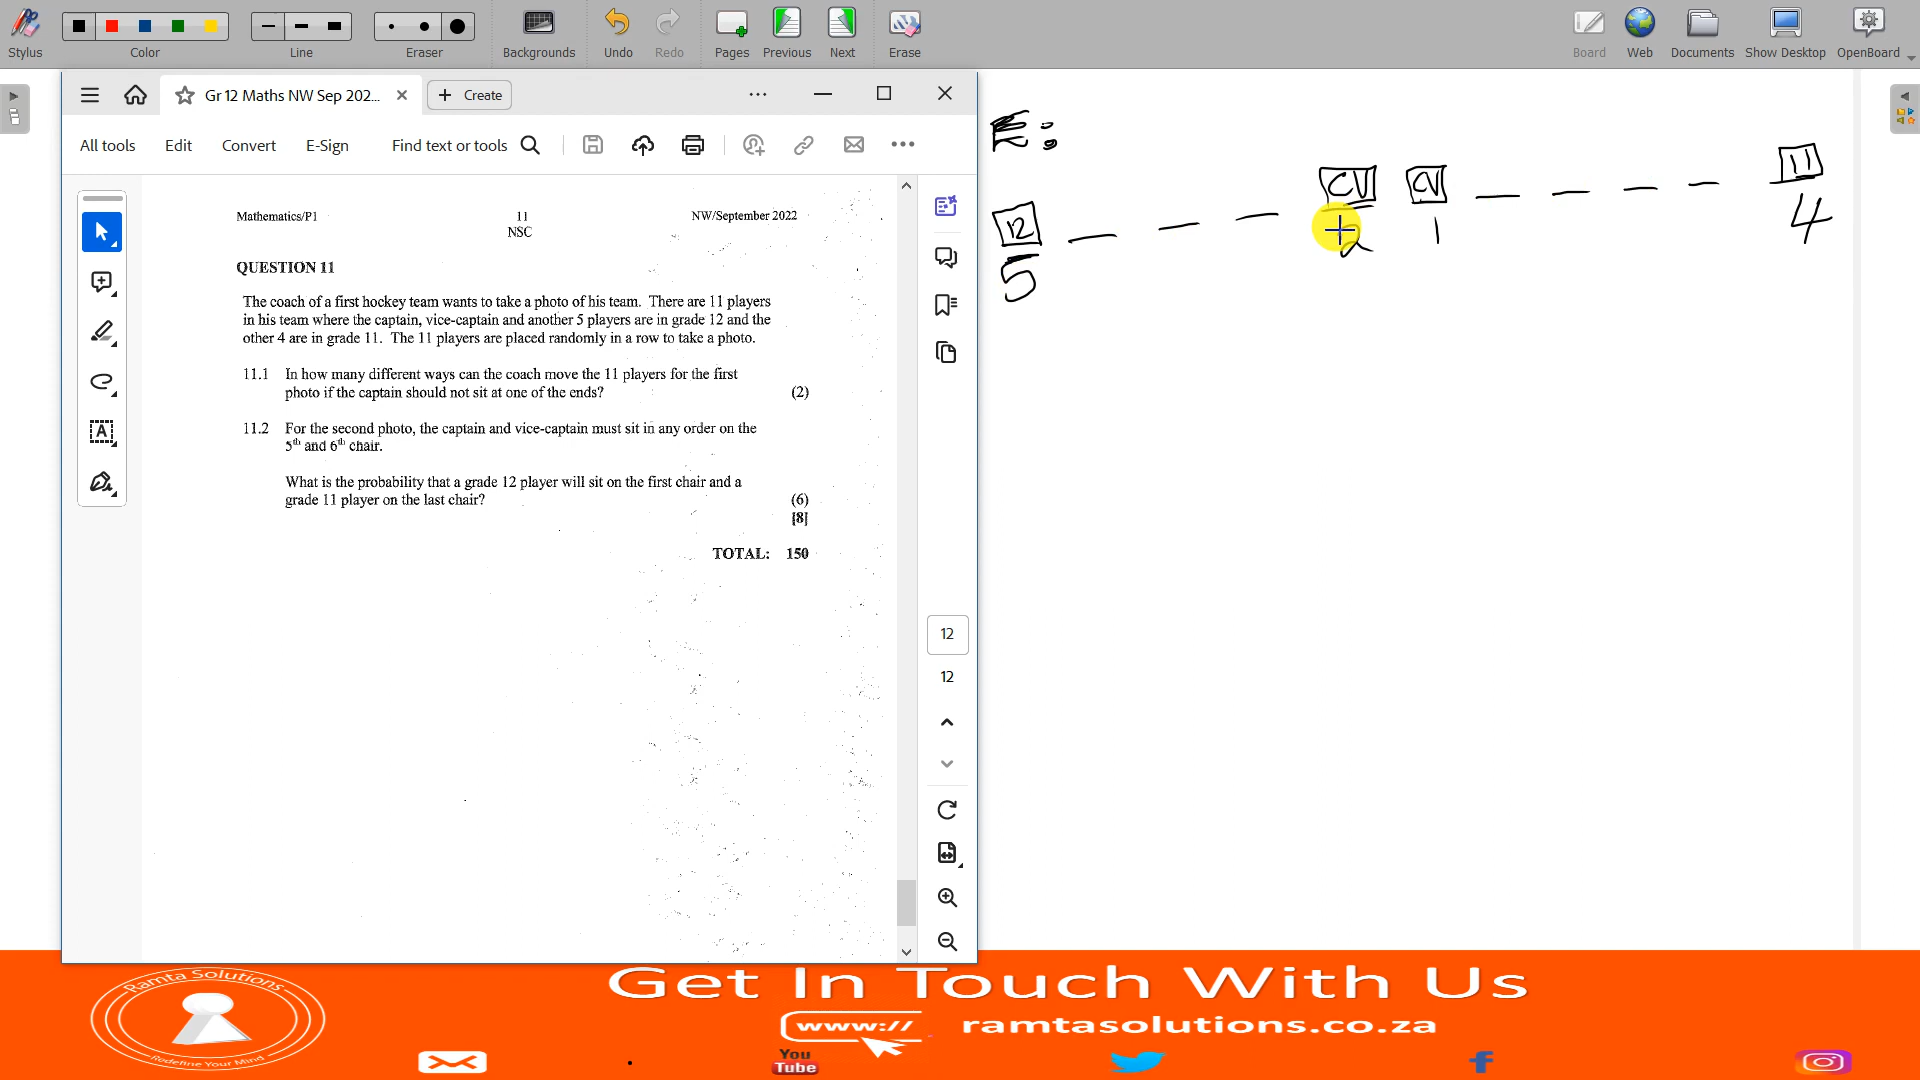 Stylus
Color
Line
Eraser
Backgrounds
Undo
Redo
Pages
Previous
Next
Erase
Board
Web
Documents
Show Desktop
OpenBoard
Gr 12 Maths NW Sep 202...
Create
All tools
Edit
Convert
E-Sign
Find text or tools
Mathematics/P1
11
NSC
NW/September 2022
QUESTION 11
The coach of a first hockey team wants to take a photo of his team. There are 11 players
in his team where the captain, vice-captain and another 5 players are in grade 12 and the
other 4 are in grade 11. The 11 players are placed randomly in a row to take a photo.
11.1 In how many different ways can the coach move the 11 players for the first
photo if the captain should not sit at one of the ends? (2)
11.2 For the second photo, the captain and vice-captain must sit in any order on the
5th and 6th chair.
What is the probability that a grade 12 player will sit on the first chair and a
grade 11 player on the last chair? (6)
[8]
TOTAL: 150
12
12
E:
12 CV CV 11
5 2 1 4
Get In Touch With Us
www://
ramtasolutions.co.za
Ramta Solutions
Redefine Your Mind
You
Tube